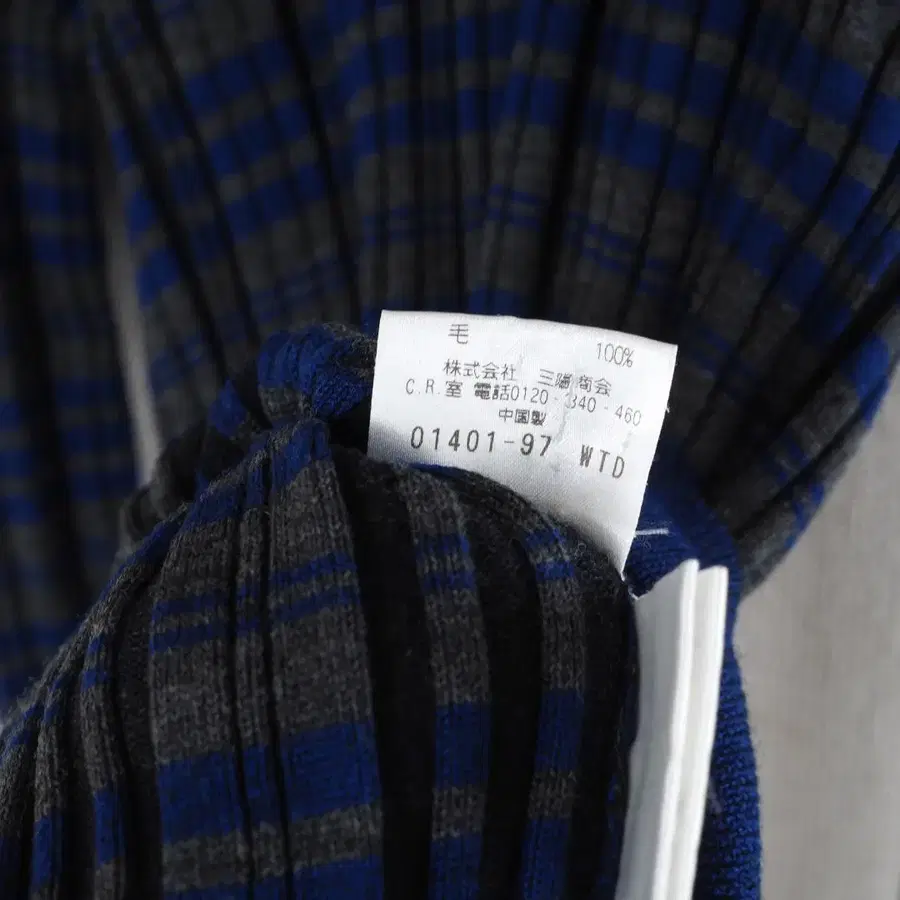 毛 100%
株式会社 三陽商会
C.R.室 電話0120-340-460
中国製
01401-97 WTD